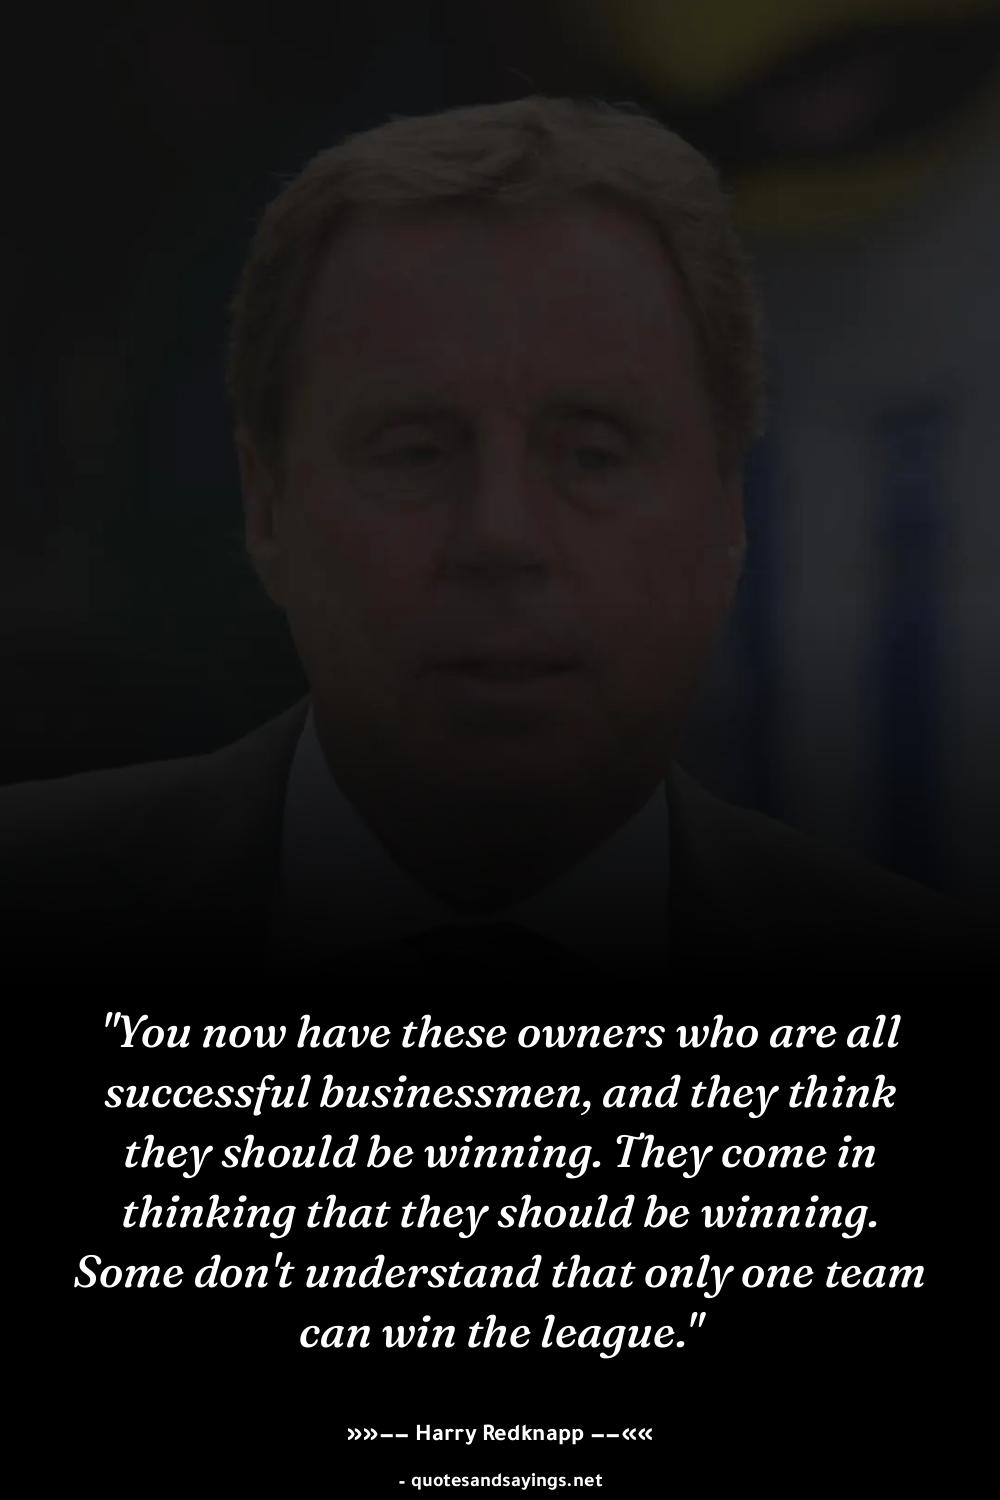 "You now have these owners who are all
successful businessmen, and they think
they should be winning. They come in
thinking that they should be winning.
Some don't understand that only one team
can win the league."
»»–– Harry Redknapp ––««
- quotesandsayings.net